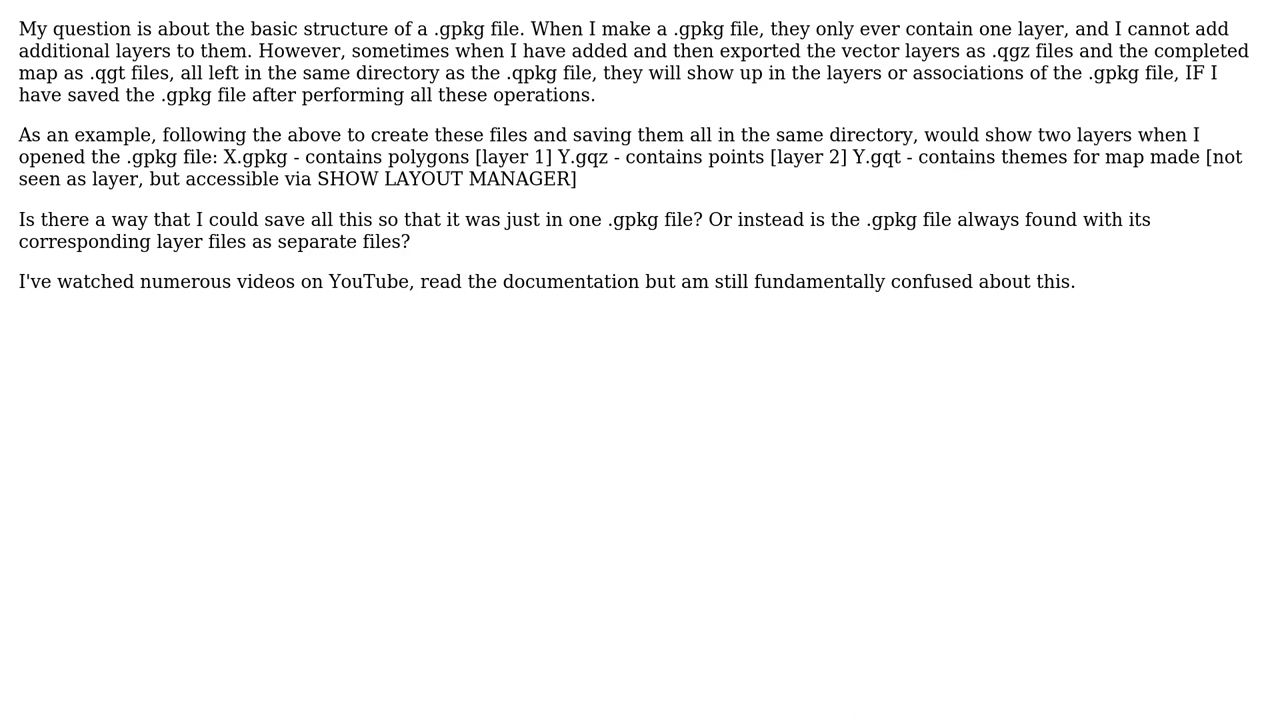 My question is about the basic structure of a .gpkg file. When I make a .gpkg file, they only ever contain one layer, and I cannot add
additional layers to them. However, sometimes when I have added and then exported the vector layers as .qgz files and the completed
map as .qgt files, all left in the same directory as the .qpkg file, they will show up in the layers or associations of the .gpkg file, IF I
have saved the .gpkg file after performing all these operations.
As an example, following the above to create these files and saving them all in the same directory, would show two layers when I
opened the .gpkg file: X.gpkg - contains polygons [layer 1] Y.gqz - contains points [layer 2] Y.gqt - contains themes for map made [not
seen as layer, but accessible via SHOW LAYOUT MANAGER]
Is there a way that I could save all this so that it was just in one .gpkg file? Or instead is the .gpkg file always found with its
corresponding layer files as separate files?
I've watched numerous videos on YouTube, read the documentation but am still fundamentally confused about this.